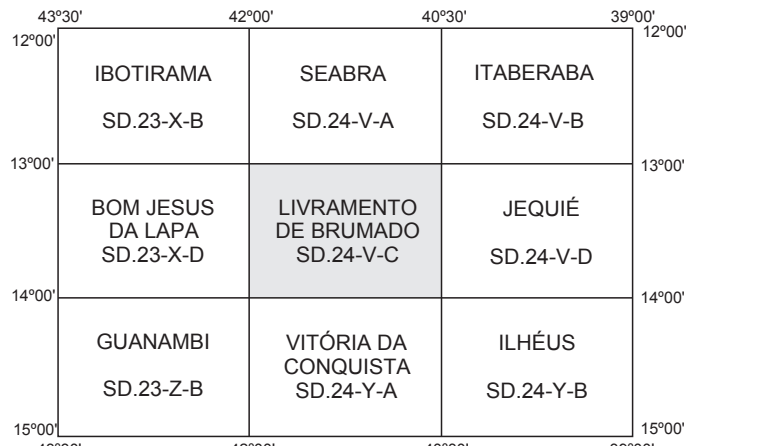 43º30' 42º00' 40º30' 39º00'
12º00' 12º00'
IBOTIRAMA SEABRA ITABERABA
SD.23-X-B SD.24-V-A SD.24-V-B
13º00' 13º00'
BOM JESUS LIVRAMENTO JEQUIÉ
DA LAPA DE BRUMADO
SD.23-X-D SD.24-V-C SD.24-V-D
14º00' 14º00'
GUANAMBI VITÓRIA DA ILHÉUS
CONQUISTA
SD.23-Z-B SD.24-Y-A SD.24-Y-B
15º00' 15º00'